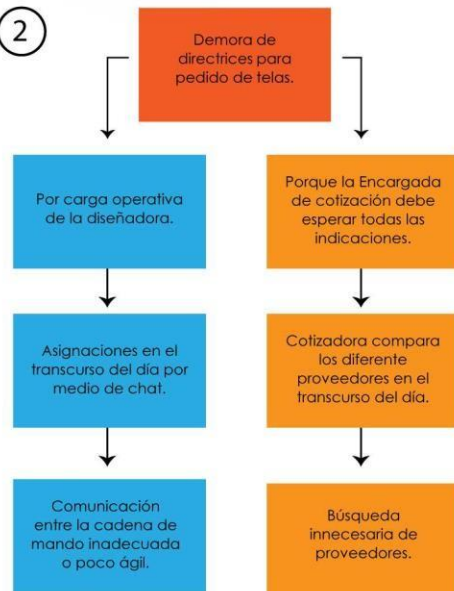 2
Demora de
directrices para
pedido de telas.
Por carga operativa
de la diseñadora.
Porque la Encargada
de cotización debe
esperar todas las
indicaciones.
Asignaciones en el
transcurso del día por
medio de chat.
Cotizadora compara
los diferente
proveedores en el
transcurso del día.
Comunicación
entre la cadena de
mando inadecuada
o poco ágil.
Búsqueda
innecesaria de
proveedores.